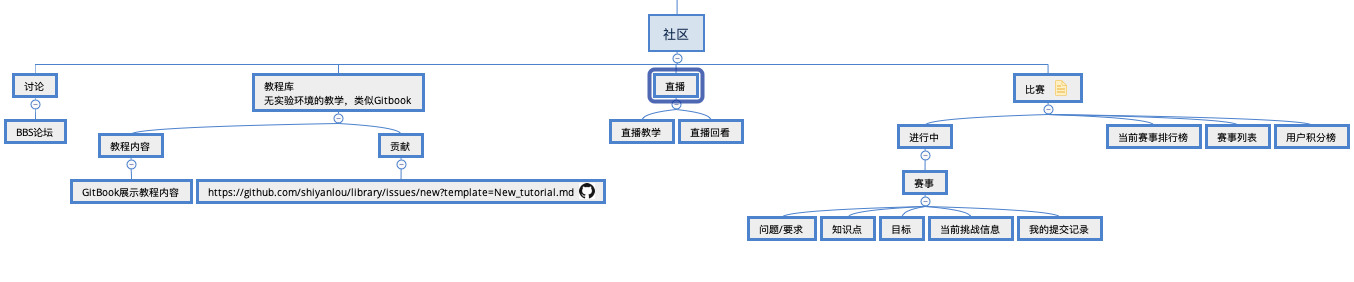 社区
讨论
教程库
无实验环境的教学，类似Gitbook
直播
比赛
BBS论坛
教程内容
贡献
直播教学
直播回看
进行中
当前赛事排行榜
赛事列表
用户积分榜
GitBook展示教程内容
https://github.com/shiyanlou/library/issues/new?template=New_tutorial.md
赛事
问题/要求
知识点
目标
当前挑战信息
我的提交记录